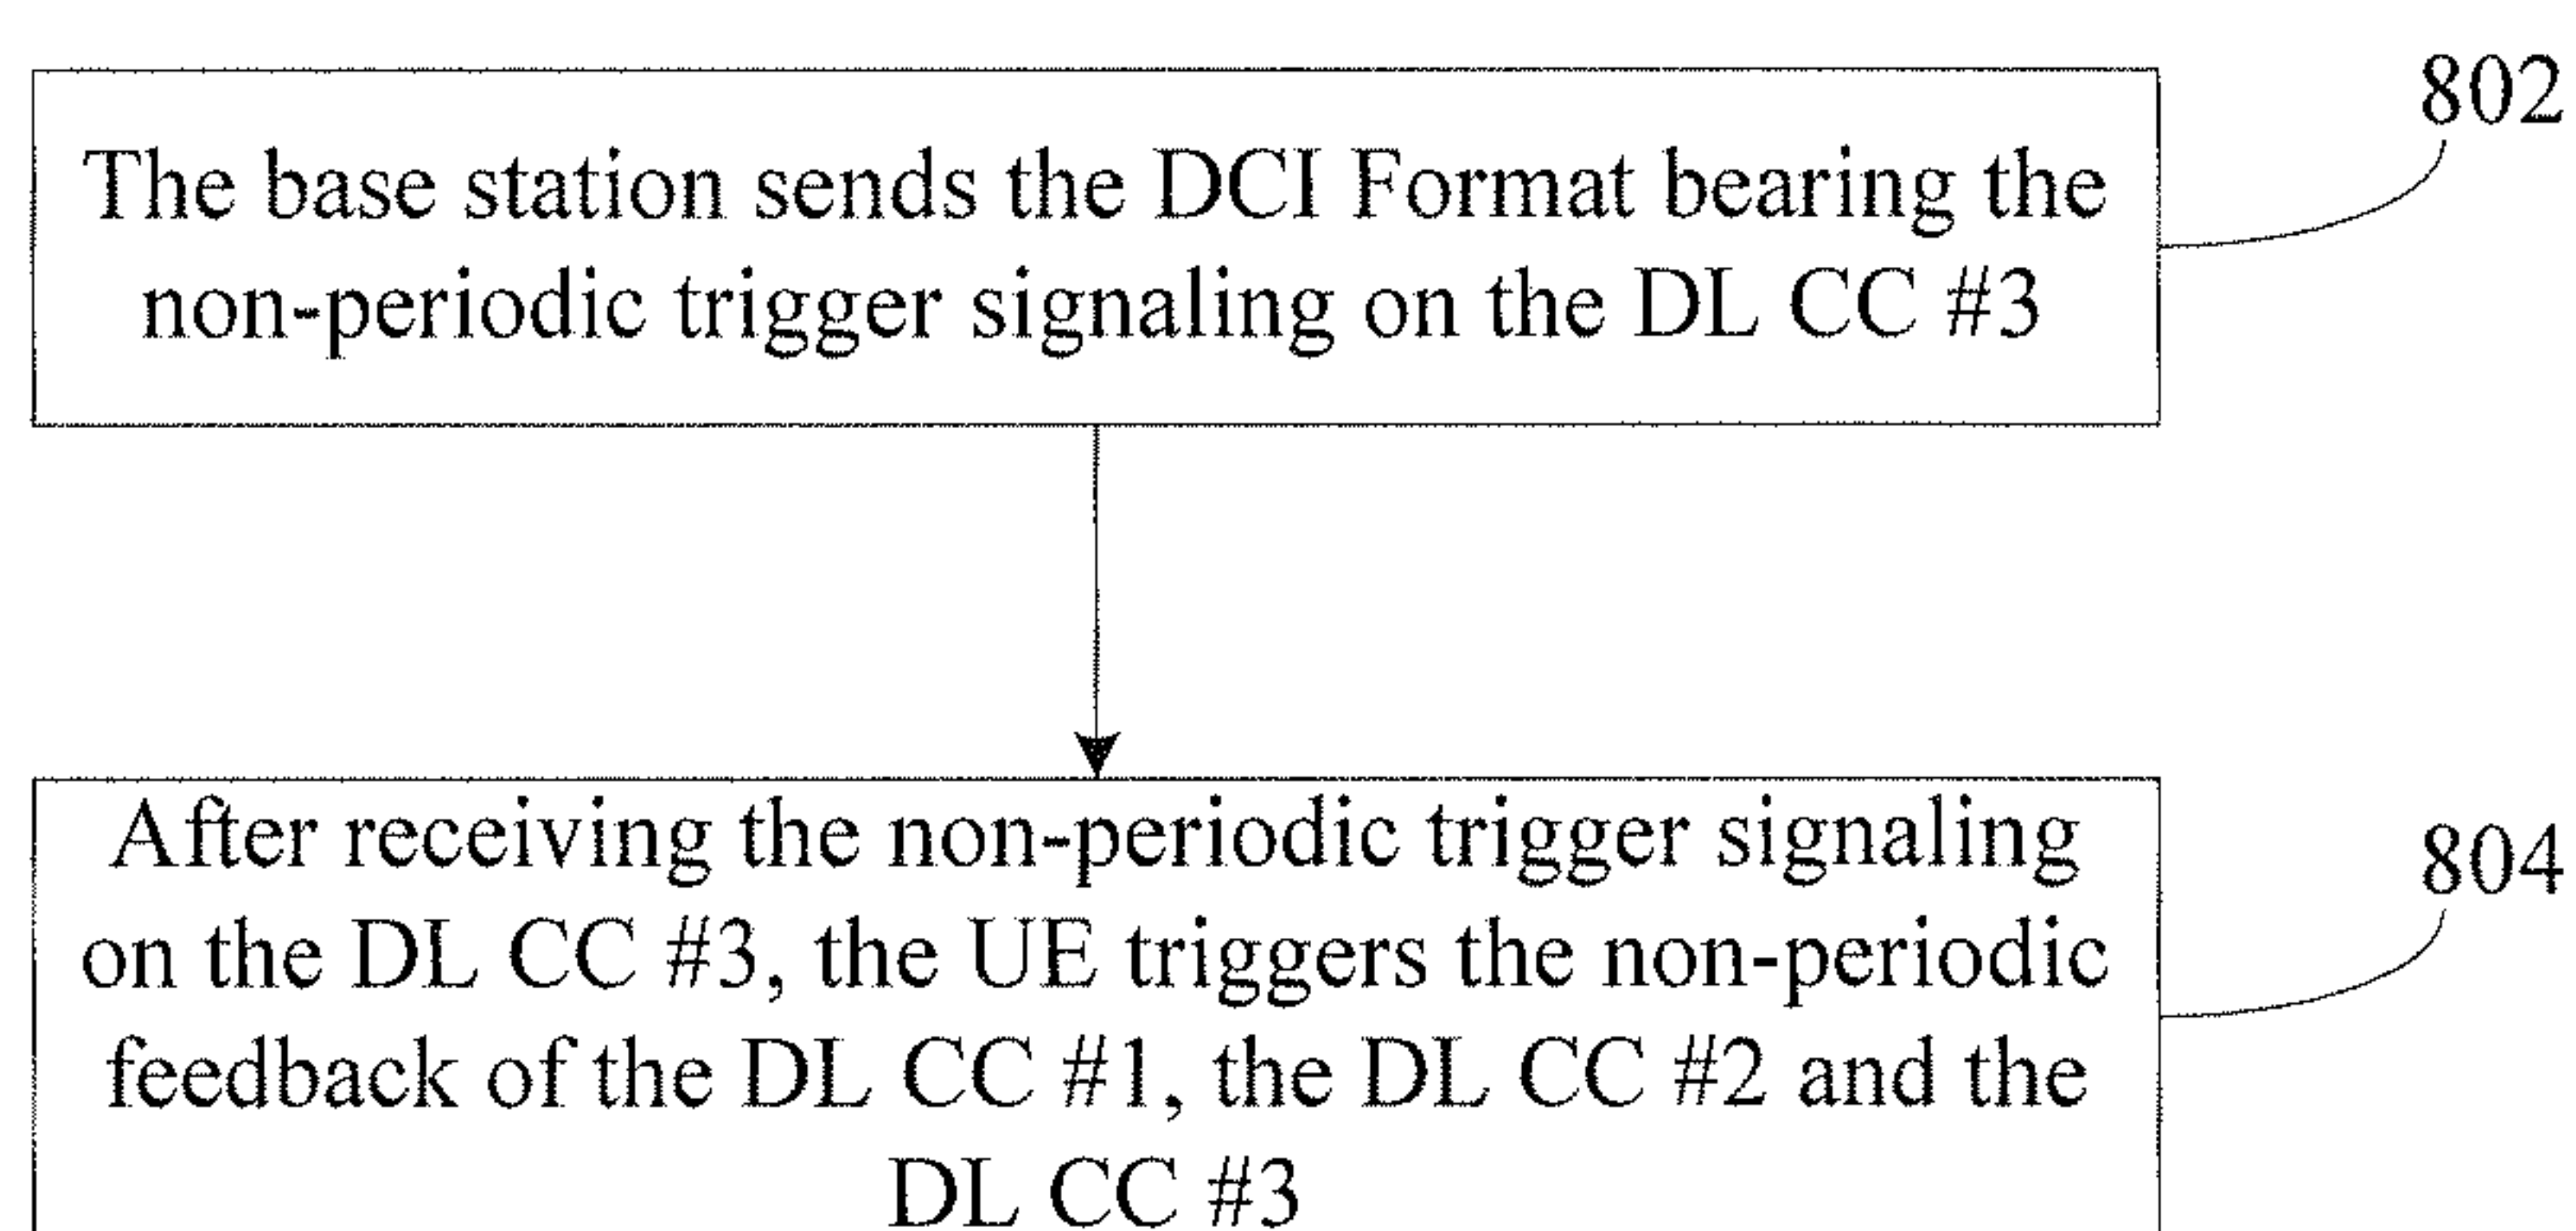 802
The base station sends the DCI Format bearing the
non-periodic trigger signaling on the DL CC #3
After receiving the non-periodic trigger signaling
804
on the DL CC #3, the UE triggers the non-periodic
feedback of the DL CC #1, the DL CC #2 and the
DL CC #3